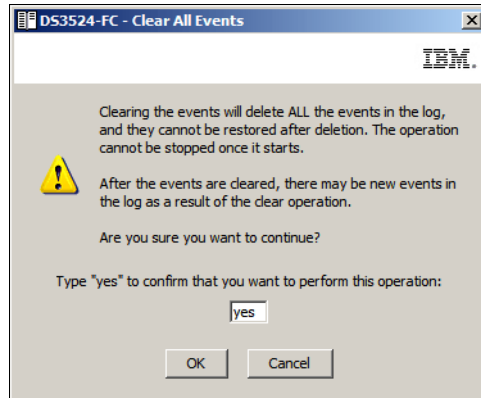 DS3524-FC - Clear All Events
IBM.
Clearing the events will delete ALL the events in the log,
and they cannot be restored after deletion. The operation
cannot be stopped once it starts.
After the events are cleared, there may be new events in
the log as a result of the clear operation.
Are you sure you want to continue?
Type "yes" to confirm that you want to perform this operation:
yes
OK Cancel